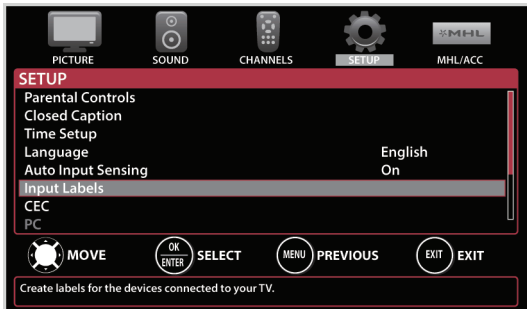 MHL
PICTURE SOUND CHANNELS SETUP MHL/ACC
SETUP
Parental Controls
Closed Caption
Time Setup
Language English
Auto Input Sensing On
Input Labels
CEC
PC
MOVE OK ENTER SELECT MENU PREVIOUS EXIT EXIT
Create labels for the devices connected to your TV.